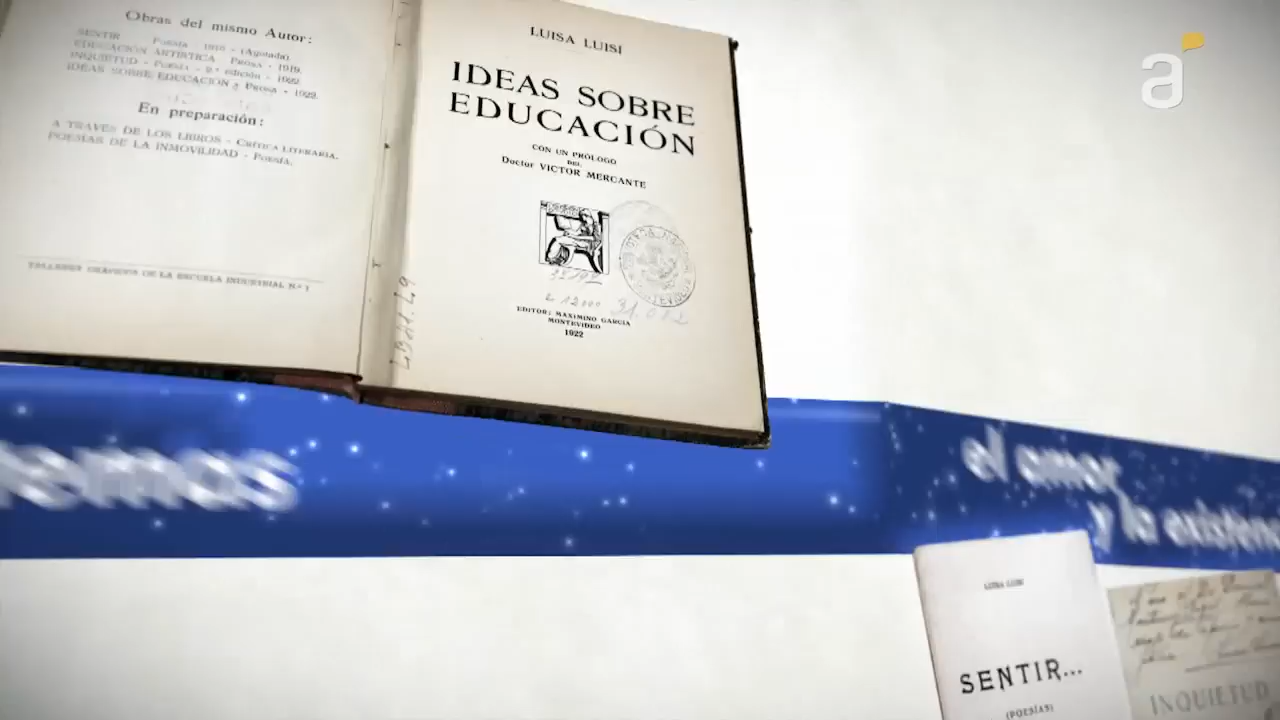 Obras del mismo Autor:
SENTIR Poesía - 1916 - (Agotada)
EDUCACIÓN ARTÍSTICA Prosa - 1919.
INQUIETUD - Poesía - 2ª edición - 1922.
IDEAS SOBRE EDUCACIÓN - Prosa - 1922.
En preparación:
A TRAVÉS DE LOS LIBROS - CRÍTICA LITERARIA.
POESÍAS DE LA INMOVILIDAD - POESÍA.
TALLERES GRÁFICOS DE LA ESCUELA INDUSTRIAL N.º 1
LUISA LUISI
IDEAS SOBRE
EDUCACIÓN
CON UN PRÓLOGO
DEL
Doctor VICTOR MERCANTE
EDITOR: MAXIMINO GARCIA
MONTEVIDEO
1922
a
el amor
y la
LUISA LUISI
SENTIR...
(POESÍAS)
INQUIETUD